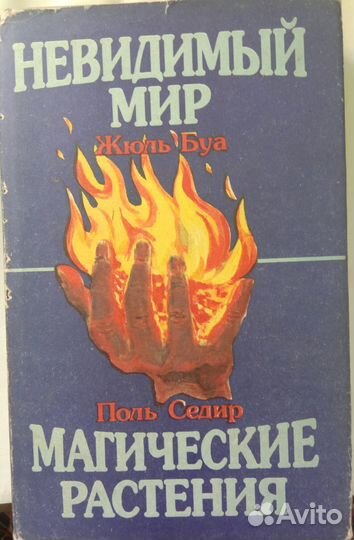 НЕВИДИМЫЙ
МИР
Жюль Буа
Поль Седир
МАГИЧЕСКИЕ
РАСТЕНИЯ
Avito